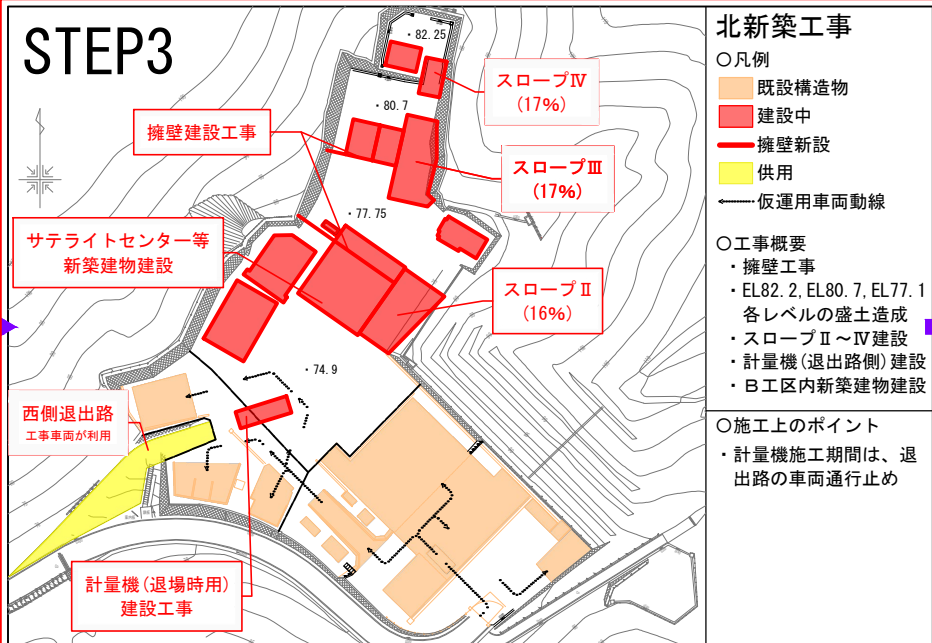 STEP3
・82.25
スロープⅣ
(17%)
・80.7
擁壁建設工事
スロープⅢ
(17%)
・77.75
サテライトセンター等
新築建物建設
スロープⅡ
(16%)
・74.9
西側退出路
工事車両が利用
計量機(退場時用)
建設工事
北新築工事
○凡例
既設構造物
建設中
擁壁新設
供用
仮運用車両動線
○工事概要
・擁壁工事
・EL82.2,EL80.7,EL77.1
各レベルの盛土造成
・スロープⅡ～Ⅳ建設
・計量機(退出路側)建設
・B工区内新築建物建設
○施工上のポイント
・計量機施工期間は、退
出路の車両通行止め